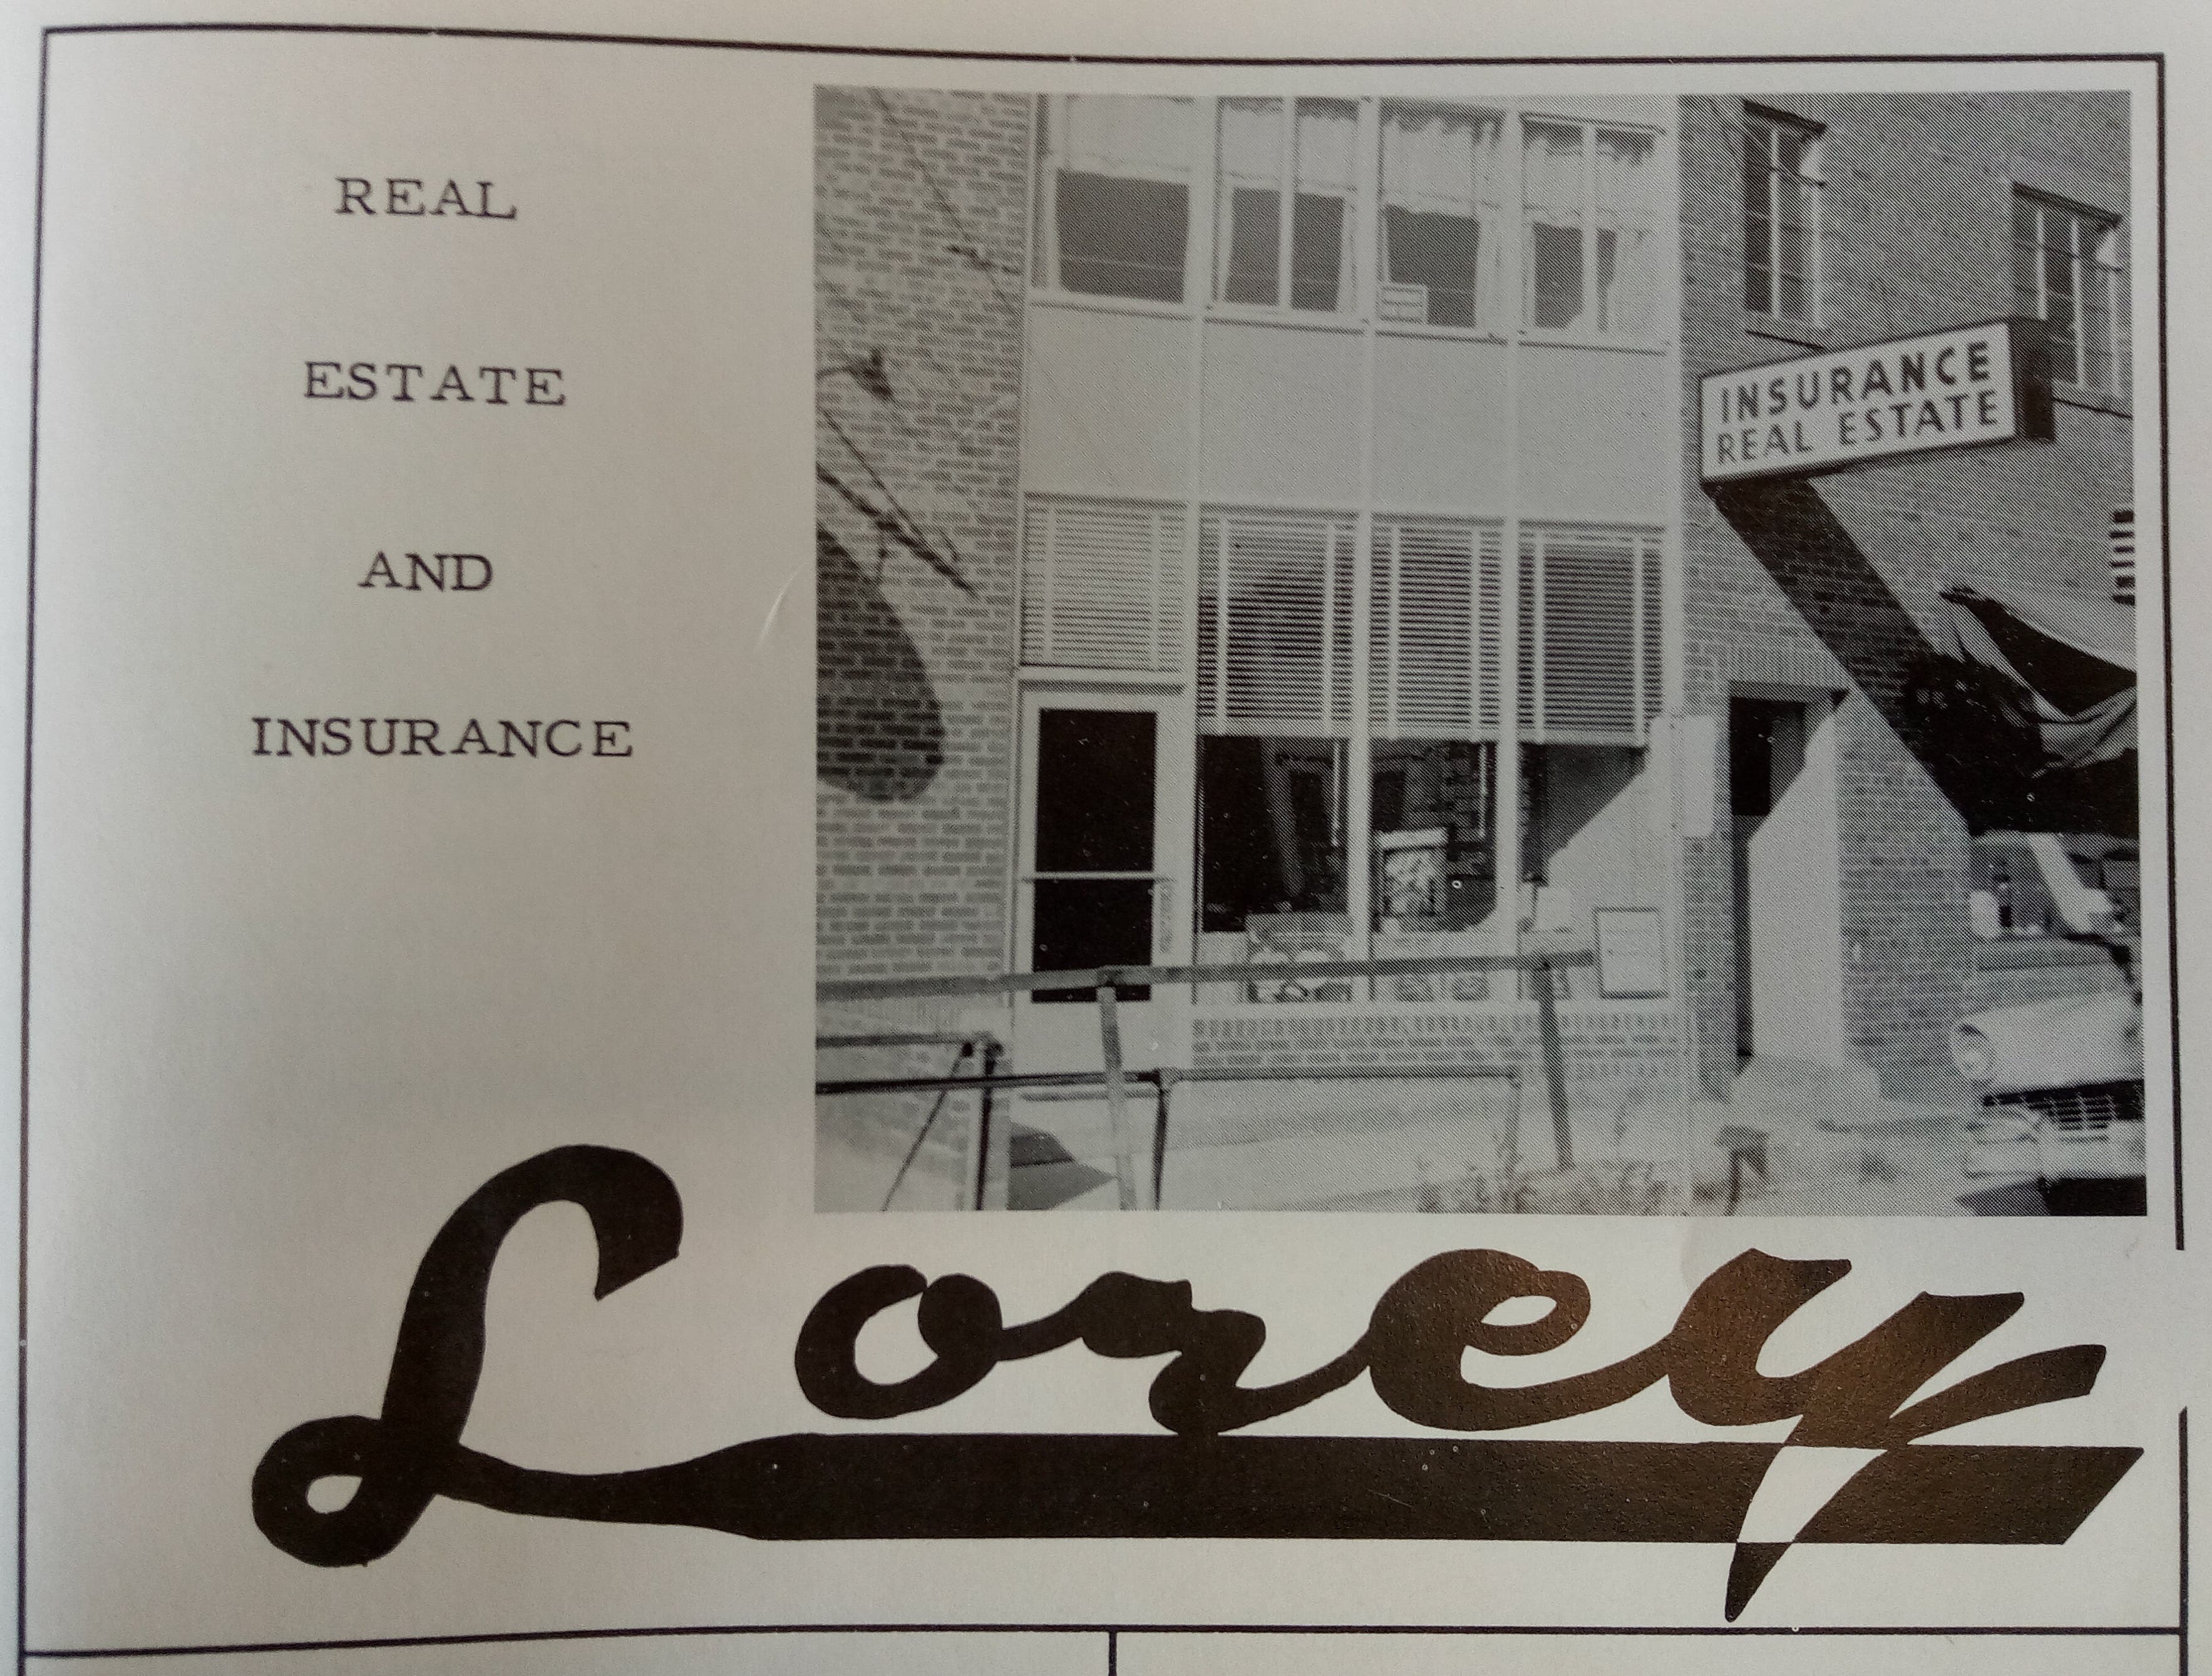 REAL
ESTATE
AND
INSURANCE
INSURANCE
REAL ESTATE
Lorey